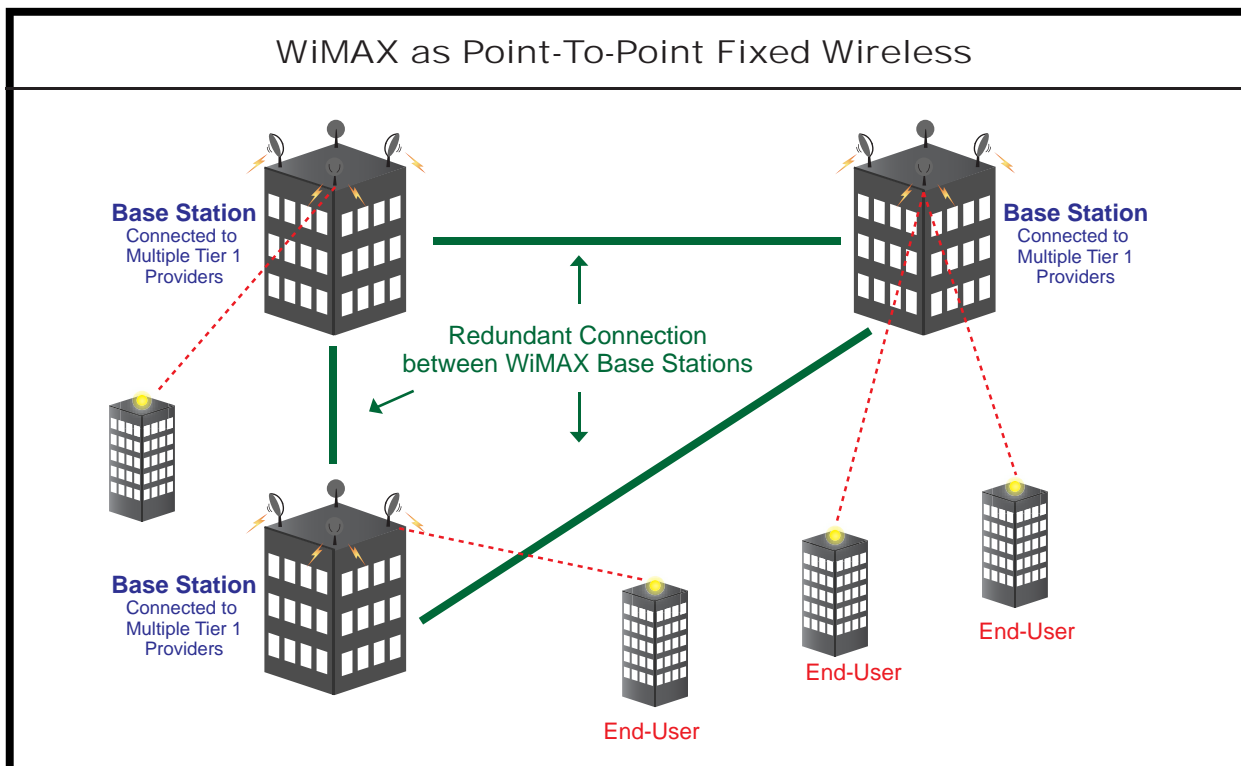 WiMAX as Point-To-Point Fixed Wireless
Base Station
Connected to
Multiple Tier 1
Providers
Base Station
Connected to
Multiple Tier 1
Providers
Redundant Connection
between WiMAX Base Stations
Base Station
Connected to
Multiple Tier 1
Providers
End-User
End-User
End-User